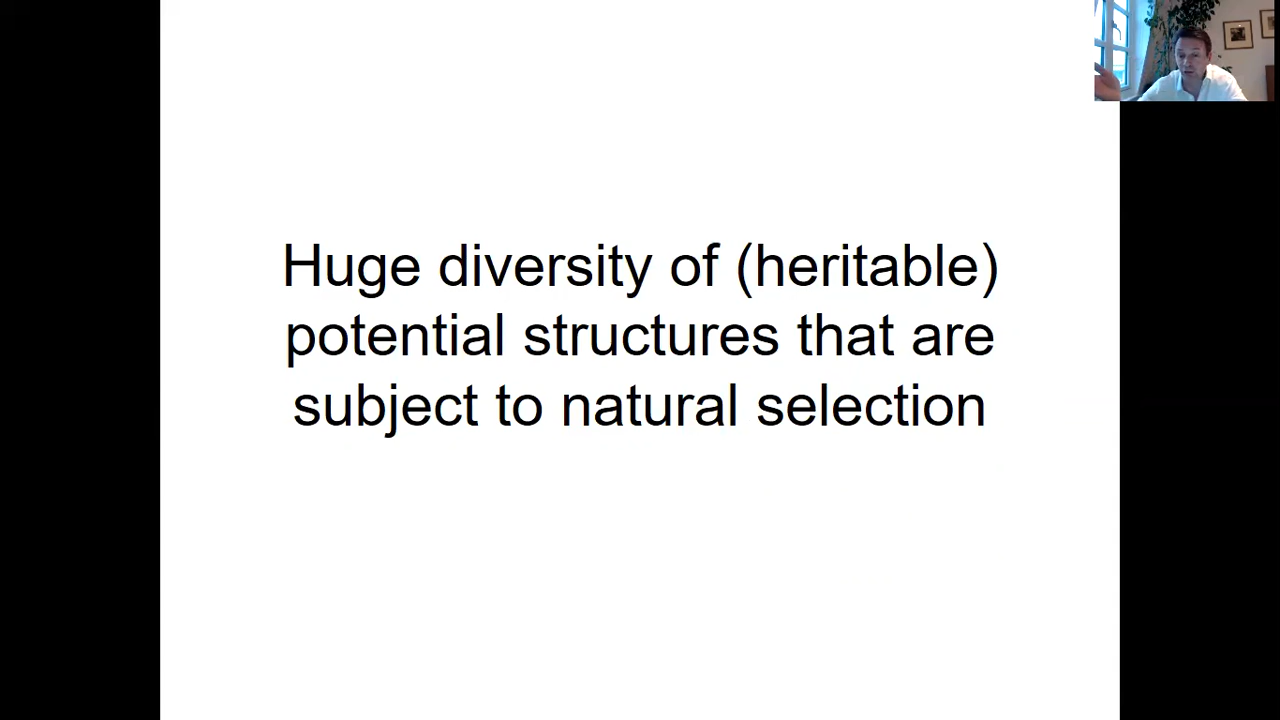 Huge diversity of (heritable)
potential structures that are
subject to natural selection